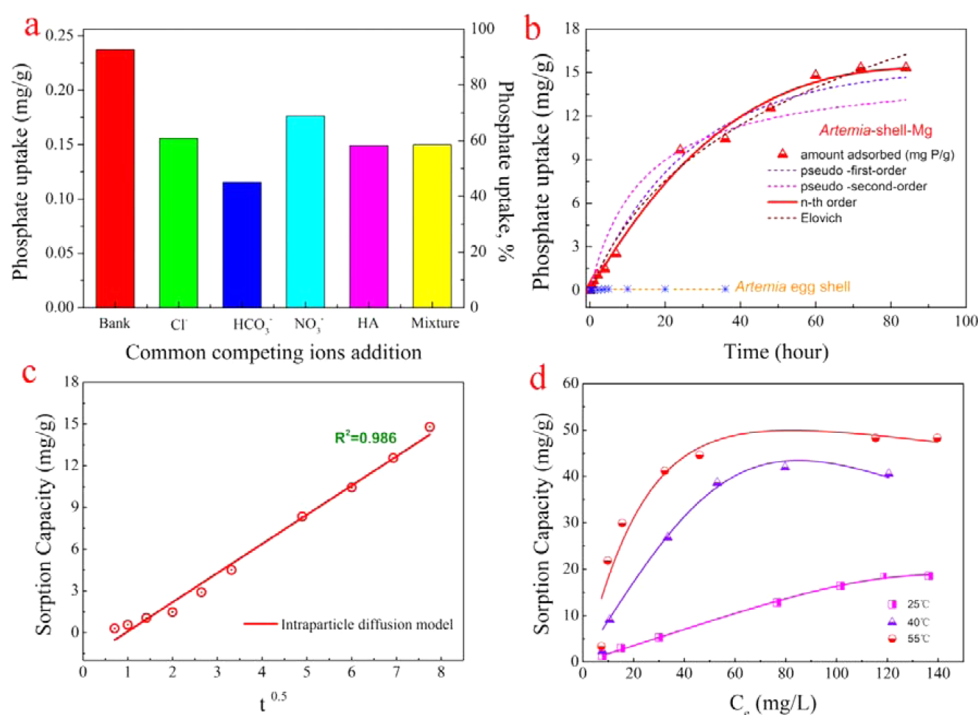 a
Phosphate uptake (mg/g)
0.25
0.20
0.15
0.10
0.05
0.00
100
80
60
40
20
0
Phosphate uptake, %
Bank Cl⁻ HCO₃⁻ NO₃⁻ HA Mixture
Common competing ions addition
b
Phosphate uptake (mg/g)
18
15
12
9
6
3
0
Artemia-shell-Mg
amount adsorbed (mg P/g)
pseudo -first-order
pseudo -second-order
n-th order
Elovich
Artemia egg shell
0 20 40 60 80 100
Time (hour)
c
Sorption Capacity (mg/g)
18
15
12
9
6
3
0
R²=0.986
Intraparticle diffusion model
0 1 2 3 4 5 6 7 8
t 0.5
d
Sorption Capacity (mg/g)
60
50
40
30
20
10
0
25℃
40℃
55℃
0 20 40 60 80 100 120 140
Cₑ (mg/L)